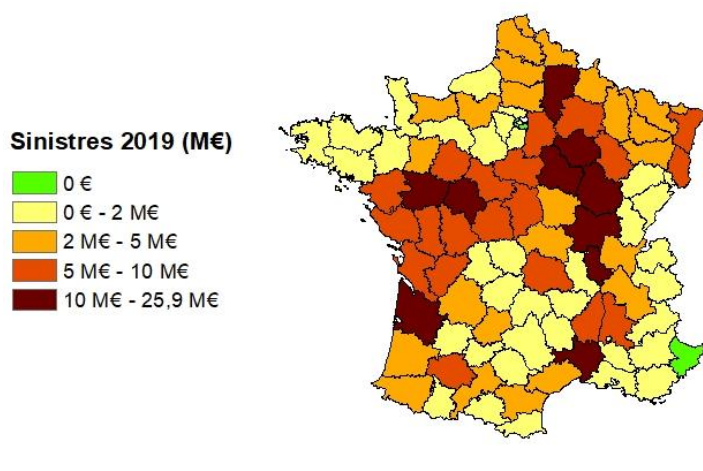 Sinistres 2019 (M€)
0 €
0 € - 2 M€
2 M€ - 5 M€
5 M€ - 10 M€
10 M€ - 25,9 M€